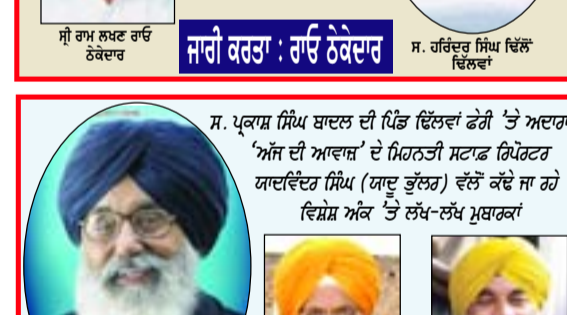 ਸ੍ਰੀ ਰਾਮ ਲਖਣ ਰਾਓ
ਠੇਕੇਦਾਰ
ਜਾਰੀ ਕਰਤਾ : ਰਾਓ ਠੇਕੇਦਾਰ
ਸ. ਹਰਿੰਦਰ ਸਿੰਘ ਢਿੱਲੋਂ
ਢਿੱਲਵਾਂ
ਸ. ਪ੍ਰਕਾਸ਼ ਸਿੰਘ ਬਾਦਲ ਦੀ ਪਿੰਡ ਢਿੱਲਵਾਂ ਫੇਰੀ 'ਤੇ ਅਦਾਰਾ
'ਅੱਜ ਦੀ ਆਵਾਜ਼' ਦੇ ਮਿਹਨਤੀ ਸਟਾਫ਼ ਰਿਪੋਰਟਰ
ਯਾਦਵਿੰਦਰ ਸਿੰਘ (ਯਾਦੂ ਭੁੱਲਰ) ਵੱਲੋਂ ਕੱਢੇ ਜਾ ਰਹੇ
ਵਿਸ਼ੇਸ਼ ਅੰਕ 'ਤੇ ਲੱਖ-ਲੱਖ ਮੁਬਾਰਕਾਂ